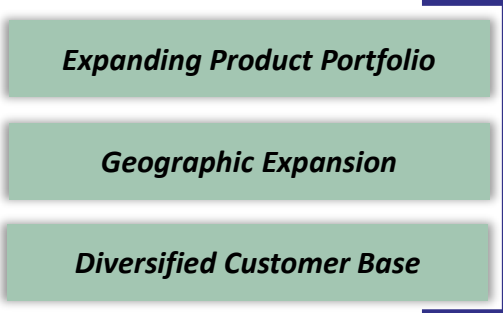 Expanding Product Portfolio
Geographic Expansion
Diversified Customer Base